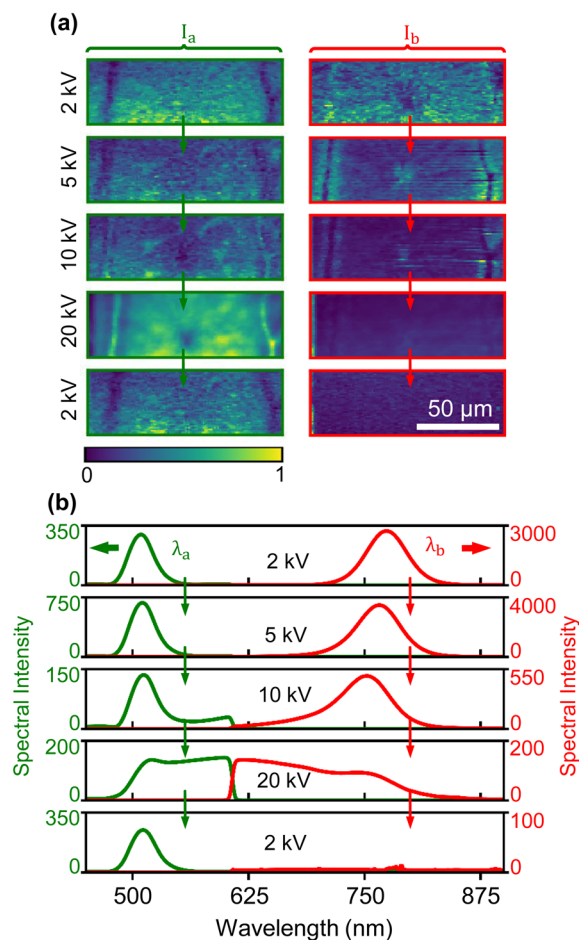 (a)
Ia Ib
2 kV
5 kV
10 kV
20 kV
2 kV
50 μm
0 1
(b)
350 λa 2 kV λb 3000
0 0
750 5 kV 4000
0 0
150 10 kV 550
0 0
200 20 kV 200
0 0
350 2 kV 100
0 0
Spectral Intensity
Spectral Intensity
500 625 750 875
Wavelength (nm)